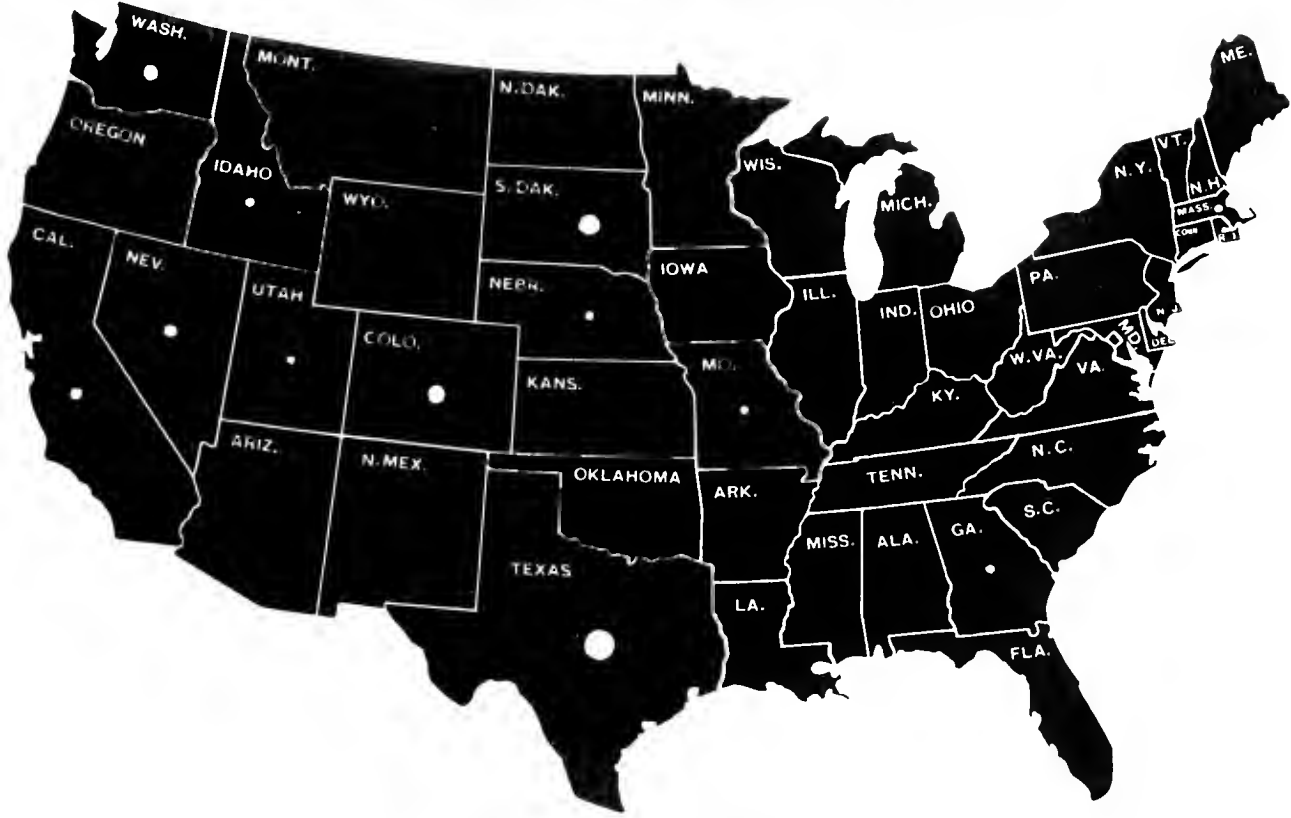 WASH.
MONT.
N.DAK.
MINN.
ME.
OREGON
IDAHO
WYO.
S. DAK.
WIS.
MICH.
N.Y.
VT.
N.H
MASS.
CONN
R.I.
CAL.
NEV.
UTAH
NEBR.
IOWA
ILL.
IND.
OHIO
PA.
N.J.
COLO.
KANS.
MO.
KY.
W.VA.
VA.
MD.
DEL
ARIZ.
N.MEX.
OKLAHOMA
ARK.
TENN.
N.C.
S.C.
TEXAS
LA.
MISS.
ALA.
GA.
FLA.